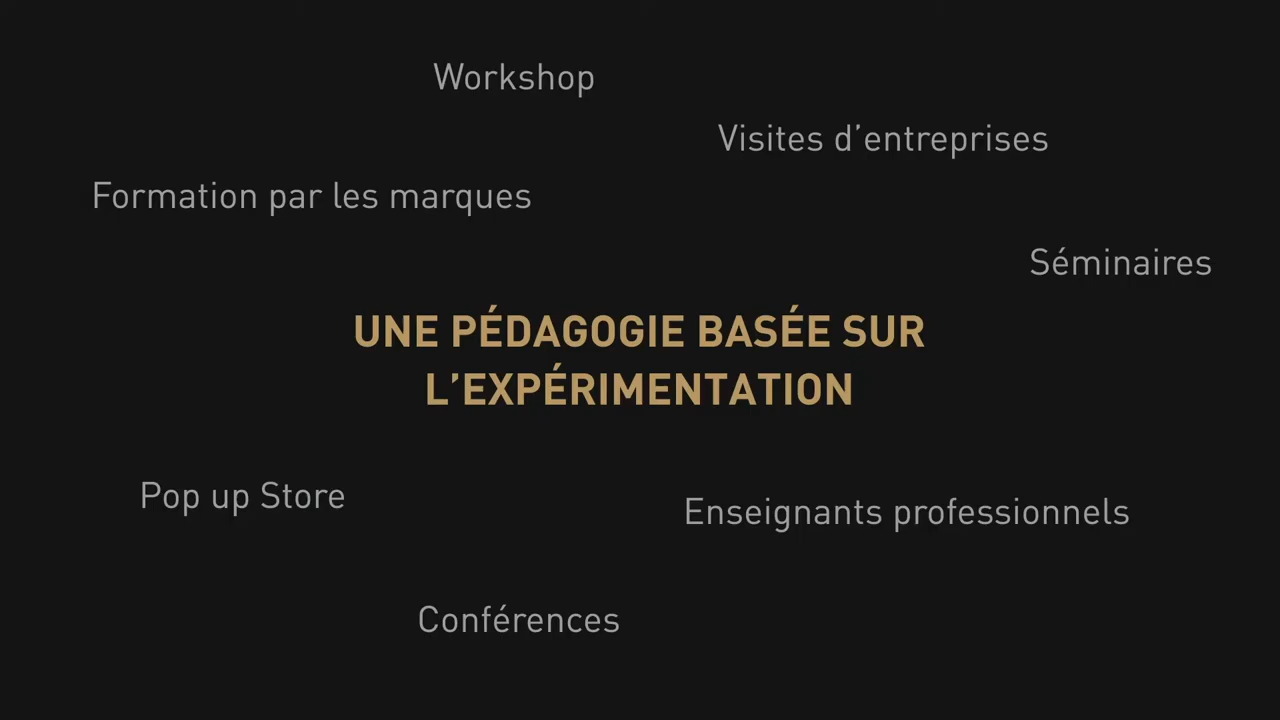 Workshop
Visites d’entreprises
Formation par les marques
Séminaires
UNE PÉDAGOGIE BASÉE SUR
L’EXPÉRIMENTATION
Pop up Store
Enseignants professionnels
Conférences